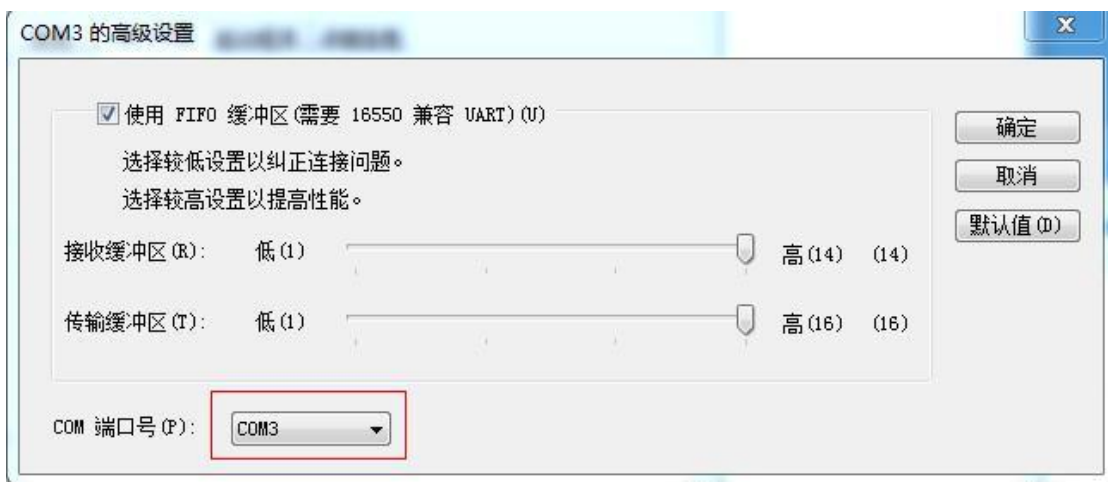 COM3 的高级设置
使用 FIFO 缓冲区(需要 16550 兼容 UART)(U)
选择较低设置以纠正连接问题。
选择较高设置以提高性能。
接收缓冲区(R): 低(1) 高(14) (14)
传输缓冲区(T): 低(1) 高(16) (16)
COM 端口号(P): COM3
确定
取消
默认值(D)